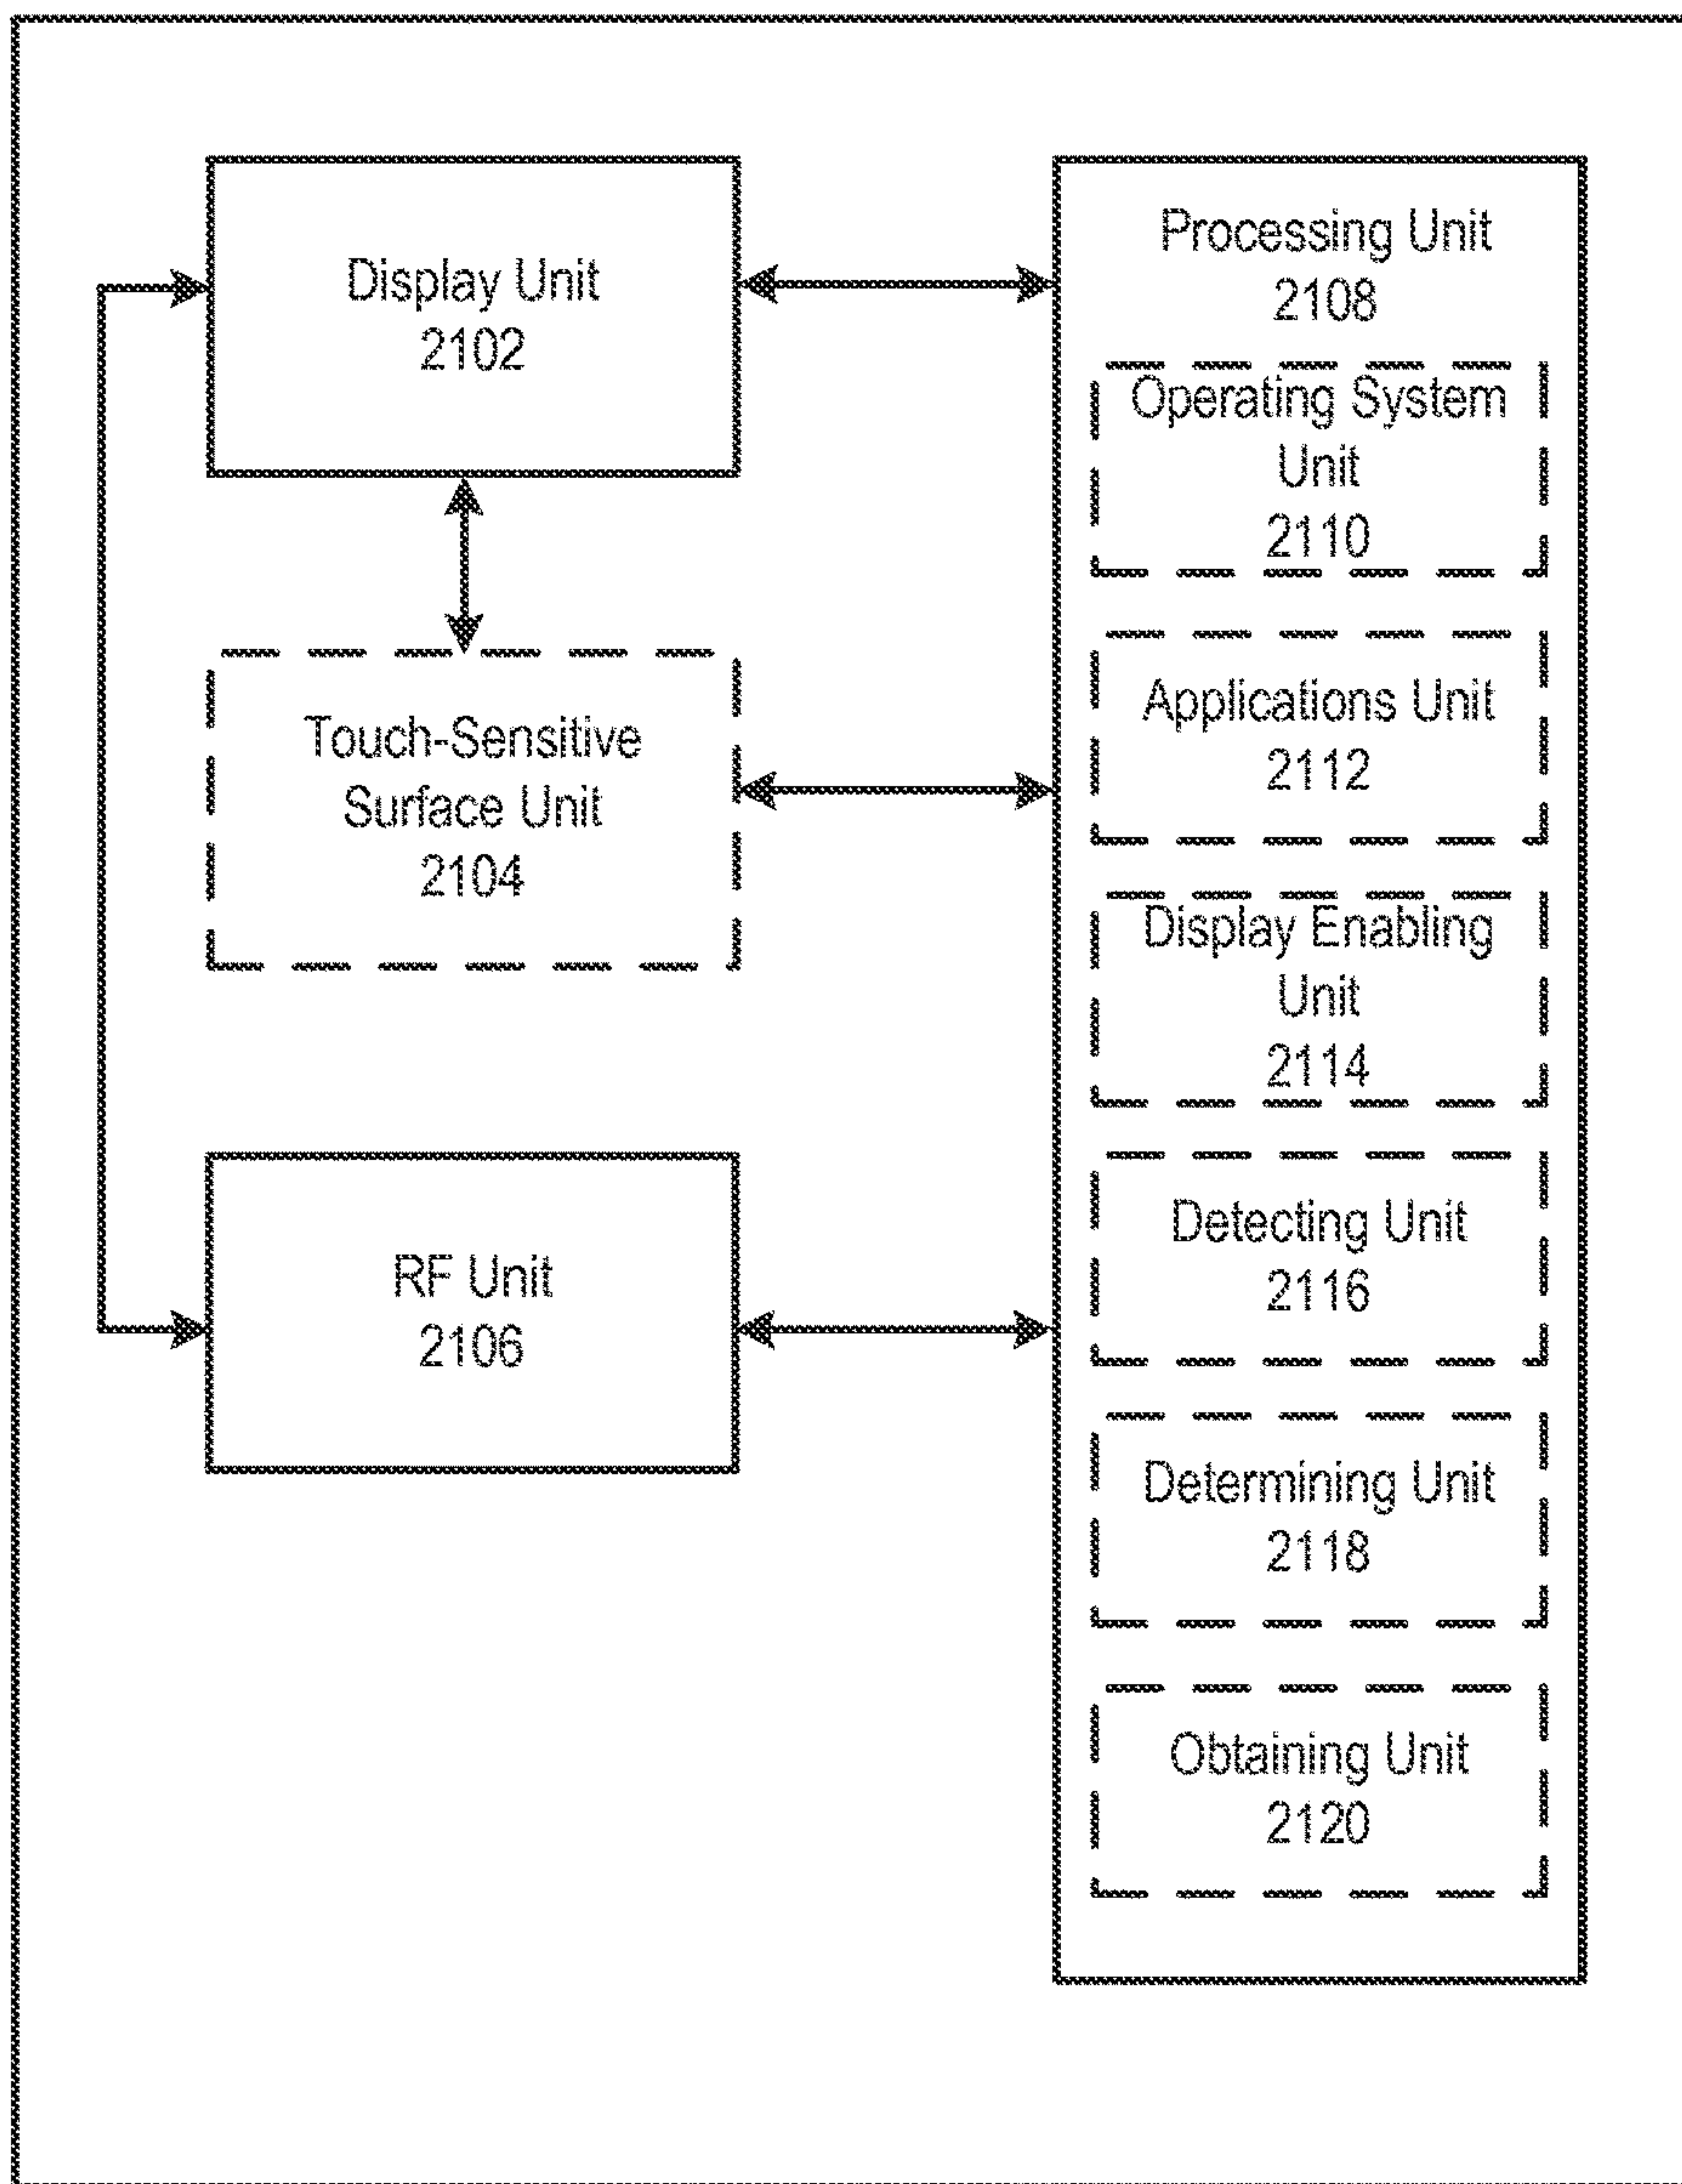 Display Unit
2102
Touch-Sensitive
Surface Unit
2104
RF Unit
2106
Processing Unit
2108
Operating System
Unit
2110
Applications Unit
2112
Display Enabling
Unit
2114
Detecting Unit
2116
Determining Unit
2118
Obtaining Unit
2120